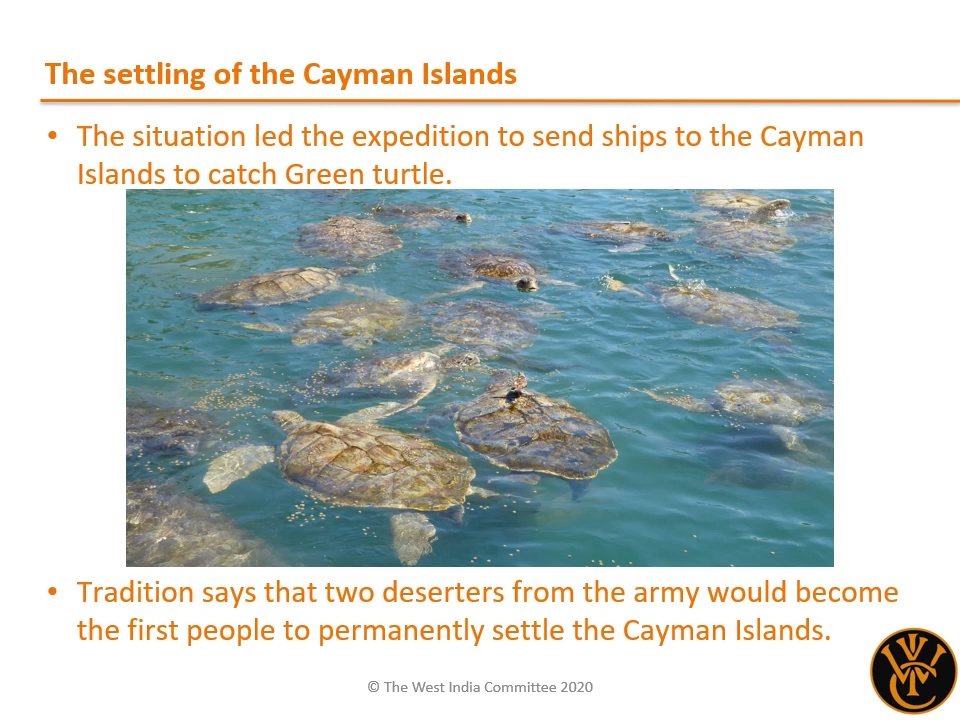 The settling of the Cayman Islands
• The situation led the expedition to send ships to the Cayman
Islands to catch Green turtle.
• Tradition says that two deserters from the army would become
the first people to permanently settle the Cayman Islands.
© The West India Committee 2020